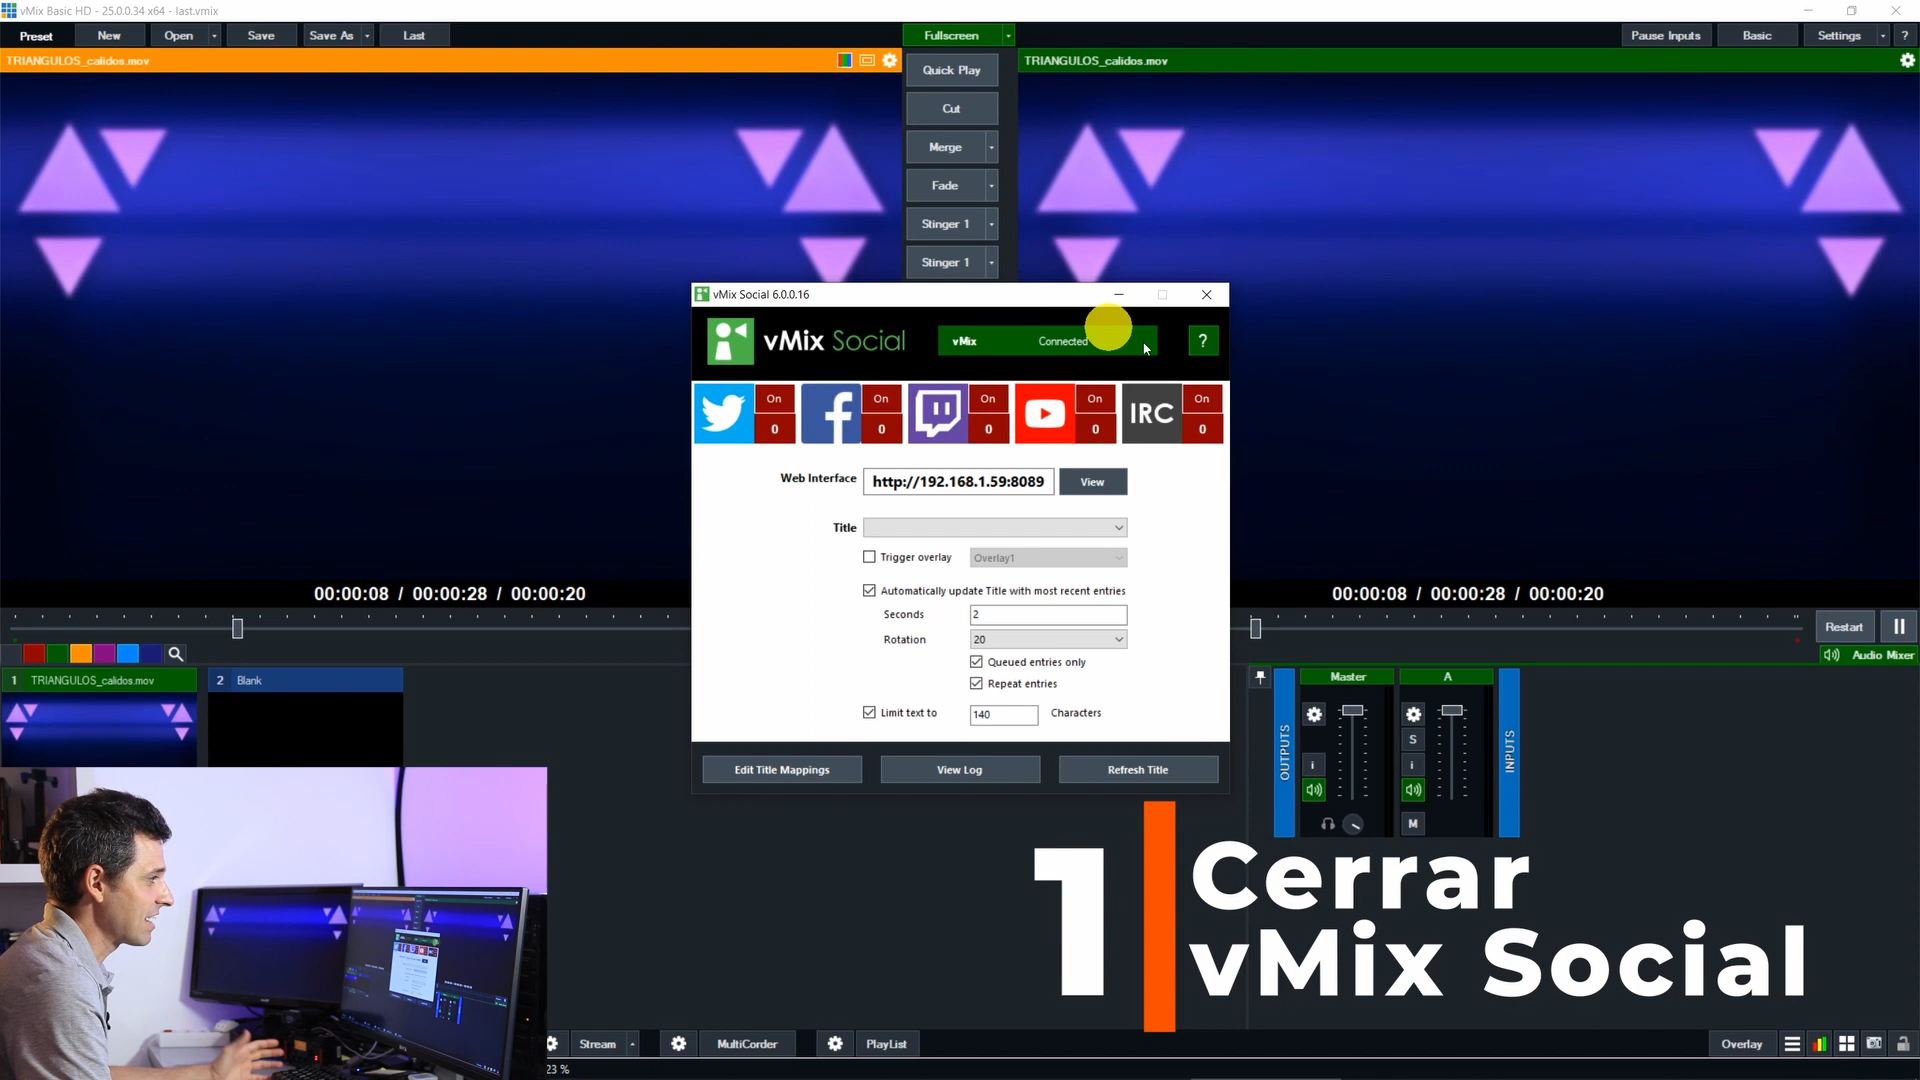 vMix Basic HD - 25.0.0.34 x64 - last.vmix
Preset New Open Save Save As Last Fullscreen Pause Inputs Basic Settings ?
TRIANGULOS_calidos.mov
TRIANGULOS_calidos.mov
Quick Play
Cut
Merge
Fade
Stinger 1
Stinger 1
vMix Social 6.0.0.16
vMix Social vMix Connected ?
On On On On IRC On
0 0 0 0 0
Web Interface http://192.168.1.59:8089 View
Title
Trigger overlay Overlay1
Automatically update Title with most recent entries
Seconds 2
Rotation 20
Queued entries only
Repeat entries
Limit text to 140 Characters
Edit Title Mappings View Log Refresh Title
00:00:08 / 00:00:28 / 00:00:20
00:00:08 / 00:00:28 / 00:00:20
Restart
Audio Mixer
1 TRIANGULOS_calidos.mov 2 Blank
Master A
OUTPUTS
INPUTS
S
i i
M
1 Cerrar
vMix Social
Stream MultiCorder PlayList Overlay
23 %